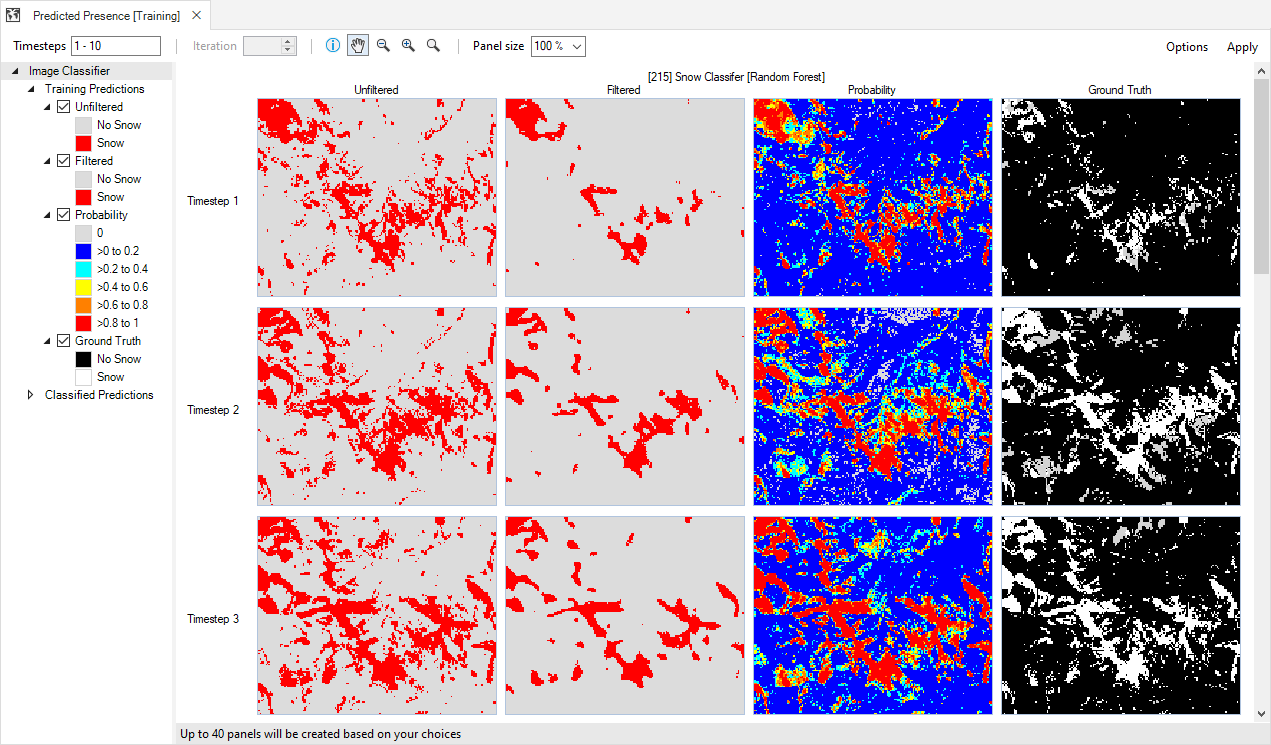 Predicted Presence [Training]
Timesteps 1 - 10 Iteration Panel size 100 % Options Apply
Image Classifier
Training Predictions
Unfiltered
No Snow
Snow
Filtered
No Snow
Snow
Probability
0
>0 to 0.2
>0.2 to 0.4
>0.4 to 0.6
>0.6 to 0.8
>0.8 to 1
Ground Truth
No Snow
Snow
Classified Predictions
[215] Snow Classifer [Random Forest]
Unfiltered Filtered Probability Ground Truth
Timestep 1
Timestep 2
Timestep 3
Up to 40 panels will be created based on your choices